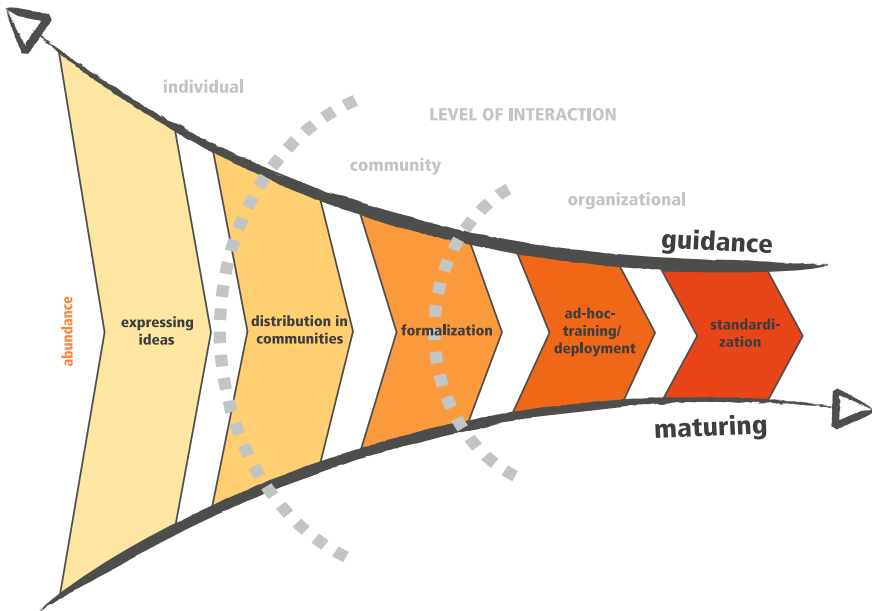 individual
LEVEL OF INTERACTION
community
organizational
guidance
abundance
expressing
ideas
distribution in
communities
formalization
ad-hoc-
training/
deployment
standardi-
zation
maturing